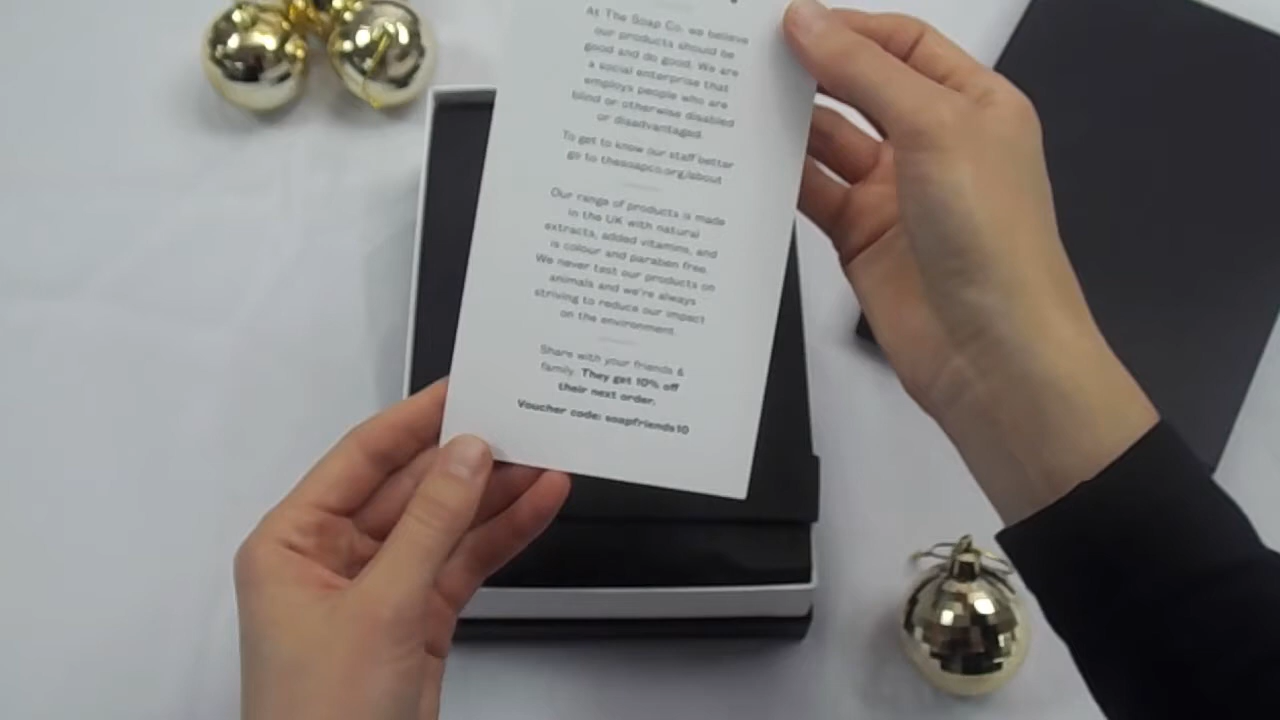 At The Soap Co. we believe
our products should be
good and do good. We are
a social enterprise that
employs people who are
blind or otherwise disabled
or disadvantaged.
To get to know our staff better
go to thesoapco.org/about
Our range of products is made
in the UK with natural
extracts, added vitamins, and
is colour and paraben free.
We never test our products on
animals and we're always
striving to reduce our impact
on the environment.
Share with your friends &
family. They get 10% off
their next order.
Voucher code: soapfriends10